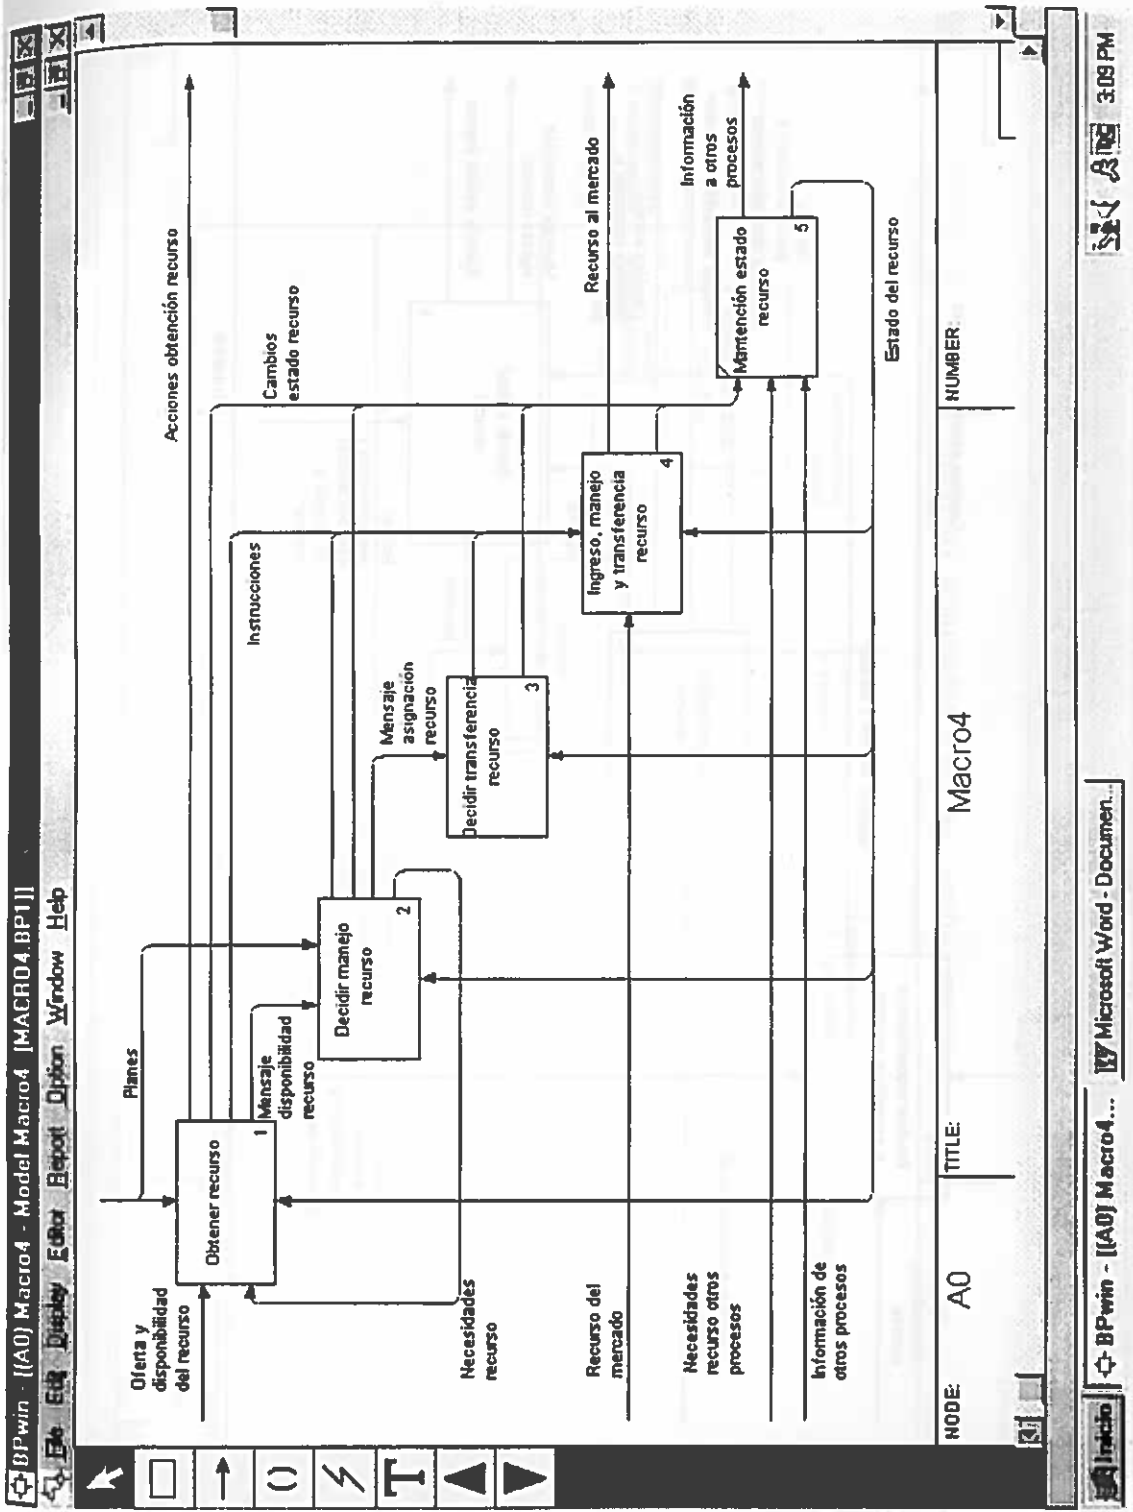 BPwin - [(A0) Macro4 - Model Macro4 [MACRO4.BP1]]
File Edit Display Editor Report Option Window Help
Planes
Acciones obtención recurso
Oferta y
disponibilidad
del recurso
Obtener recurso
1
Cambios
estado recurso
Instrucciones
Mensaje
disponibilidad
recurso
Decidir manejo
recurso
2
Mensaje
asignación
recurso
Necesidades
recurso
Decidir transferencia
recurso
3
Recurso al mercado
Recurso del
mercado
Ingreso, manejo
y transferencia
recurso
4
Información
a otros
procesos
Necesidades
recurso otros
procesos
Mantención estado
recurso
5
Información de
otros procesos
Estado del recurso
NODE: TITLE: NUMBER:
A0 Macro4
Inicio BPwin - [(A0) Macro4... Microsoft Word - Documen... 3:09 PM